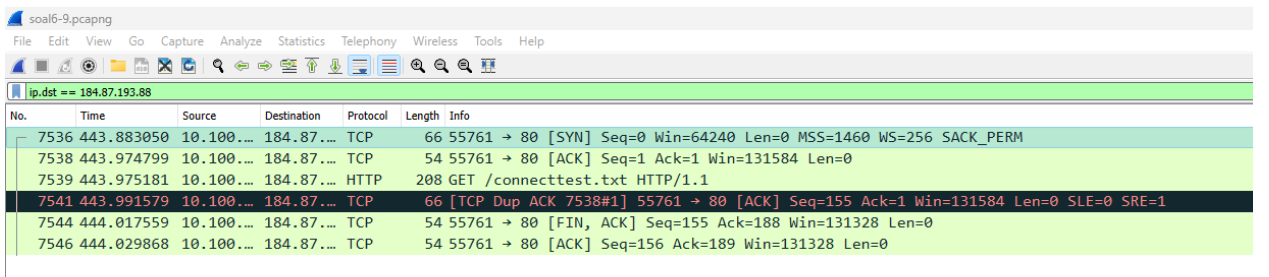 soal6-9.pcapng
File Edit View Go Capture Analyze Statistics Telephony Wireless Tools Help
ip.dst == 184.87.193.88
No. Time Source Destination Protocol Length Info
7536 443.883050 10.100.… 184.87.… TCP 66 55761 → 80 [SYN] Seq=0 Win=64240 Len=0 MSS=1460 WS=256 SACK_PERM
7538 443.974799 10.100.… 184.87.… TCP 54 55761 → 80 [ACK] Seq=1 Ack=1 Win=131584 Len=0
7539 443.975181 10.100.… 184.87.… HTTP 208 GET /connecttest.txt HTTP/1.1
7541 443.991579 10.100.… 184.87.… TCP 66 [TCP Dup ACK 7538#1] 55761 → 80 [ACK] Seq=155 Ack=1 Win=131584 Len=0 SLE=0 SRE=1
7544 444.017559 10.100.… 184.87.… TCP 54 55761 → 80 [FIN, ACK] Seq=155 Ack=188 Win=131328 Len=0
7546 444.029868 10.100.… 184.87.… TCP 54 55761 → 80 [ACK] Seq=156 Ack=189 Win=131328 Len=0